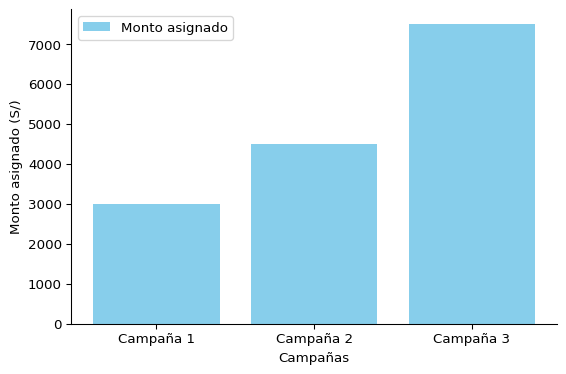 Monto asignado
Monto asignado (S/)
7000
6000
5000
4000
3000
2000
1000
0
Campaña 1
Campaña 2
Campaña 3
Campañas